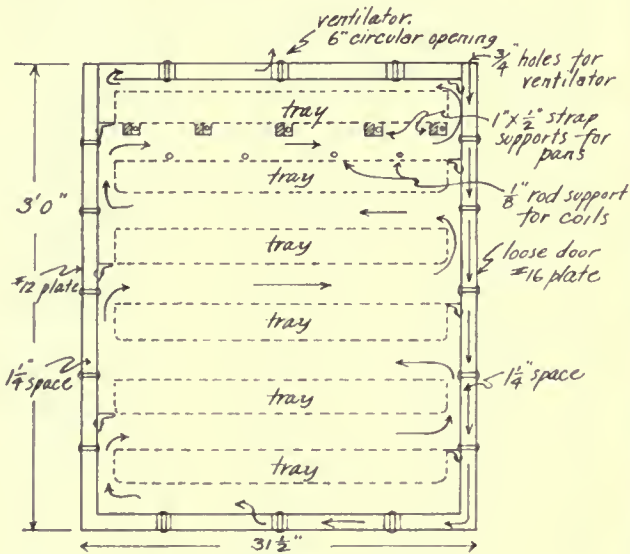 ventilator.
6" circular opening
3/4" holes for
ventilator
tray
1" x 1/2" strap
supports for
pans
tray
1/8" rod support
for coils
3'0"
tray
loose door
#16 plate
#12 plate
tray
1 1/4" space
1 1/4" space
tray
tray
31 1/2"